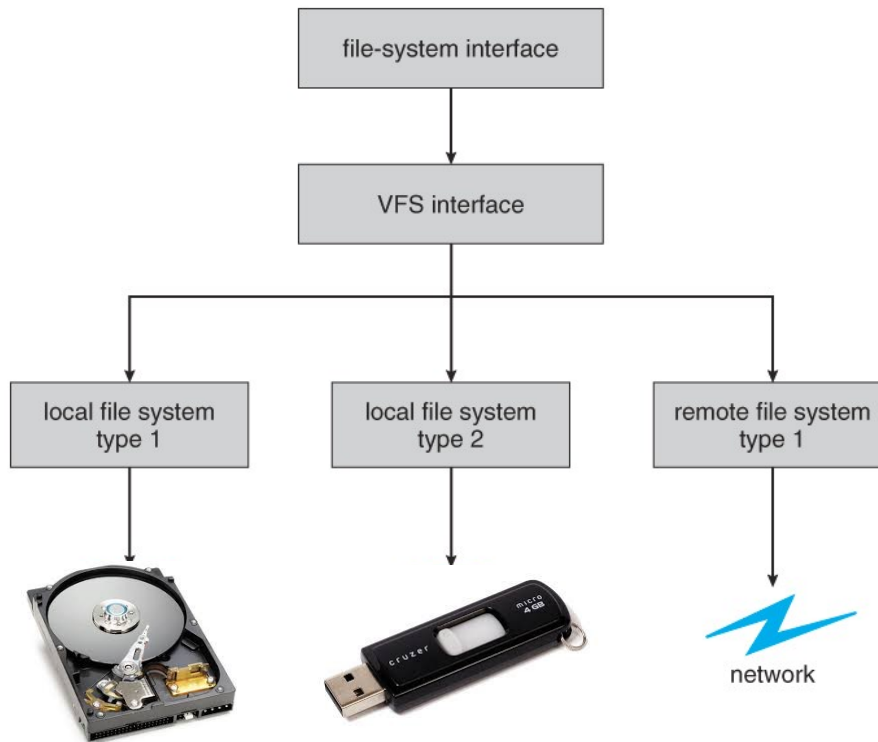 file-system interface
VFS interface
local file system
type 1
local file system
type 2
remote file system
type 1
cruzer
micro
4 GB
network